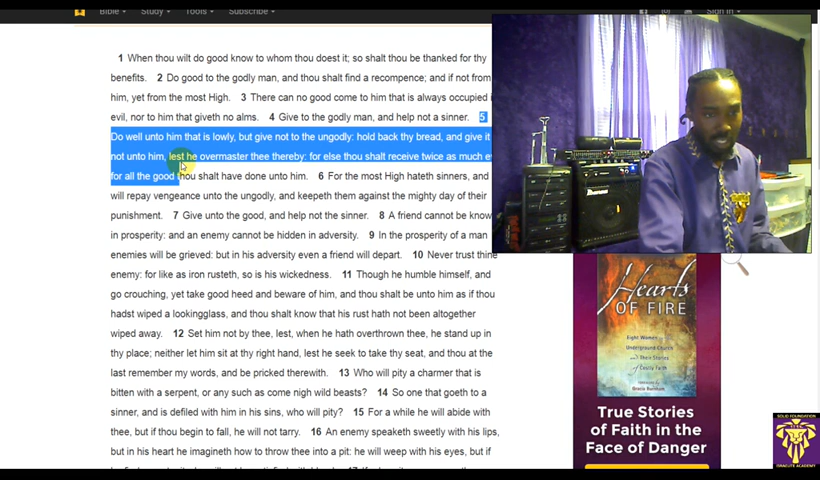 Bible Study Tools Subscribe Sign In
1 When thou wilt do good know to whom thou doest it; so shalt thou be thanked for thy
benefits. 2 Do good to the godly man, and thou shalt find a recompence; and if not from
him, yet from the most High. 3 There can no good come to him that is always occupied i
evil, nor to him that giveth no alms. 4 Give to the godly man, and help not a sinner. 5
Do well unto him that is lowly, but give not to the ungodly: hold back thy bread, and give it
not unto him, lest he overmaster thee thereby: for else thou shalt receive twice as much e
for all the good thou shalt have done unto him. 6 For the most High hateth sinners, and
will repay vengeance unto the ungodly, and keepeth them against the mighty day of their
punishment. 7 Give unto the good, and help not the sinner. 8 A friend cannot be know
in prosperity: and an enemy cannot be hidden in adversity. 9 In the prosperity of a man
enemies will be grieved: but in his adversity even a friend will depart. 10 Never trust thine
enemy: for like as iron rusteth, so is his wickedness. 11 Though he humble himself, and
go crouching, yet take good heed and beware of him, and thou shalt be unto him as if thou
hadst wiped a lookingglass, and thou shalt know that his rust hath not been altogether
wiped away. 12 Set him not by thee, lest, when he hath overthrown thee, he stand up in
thy place; neither let him sit at thy right hand, lest he seek to take thy seat, and thou at the
last remember my words, and be pricked therewith. 13 Who will pity a charmer that is
bitten with a serpent, or any such as come nigh wild beasts? 14 So one that goeth to a
sinner, and is defiled with him in his sins, who will pity? 15 For a while he will abide with
thee, but if thou begin to fall, he will not tarry. 16 An enemy speaketh sweetly with his lips,
but in his heart he imagineth how to throw thee into a pit: he will weep with his eyes, but if
Ibanez
Hearts
OF FIRE
Eight Women
Underground Church
and Their Stories
of Costly Faith
True Stories
of Faith in the
Face of Danger
SOLID FOUNDATION
ISRAELITE ACADEMY